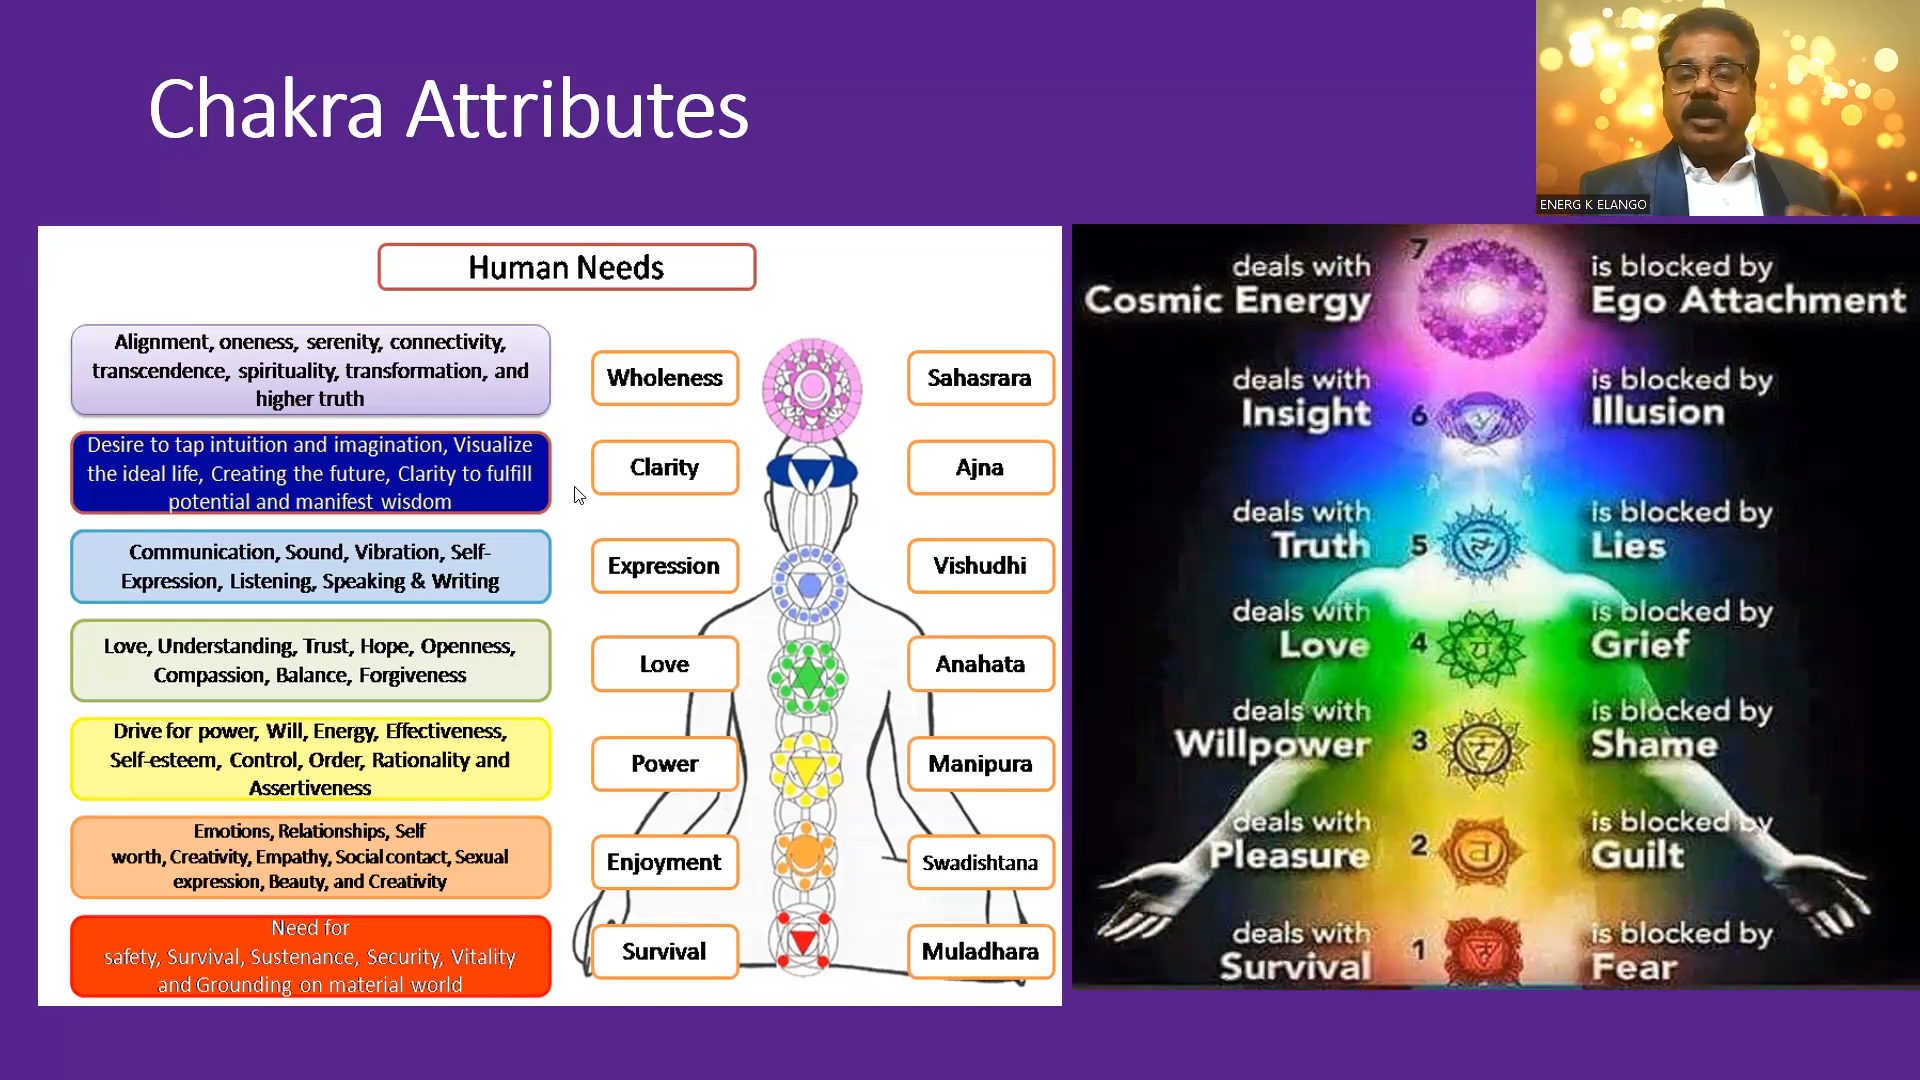 Chakra Attributes
ENERG K ELANGO
Human Needs
Alignment, oneness, serenity, connectivity,
transcendence, spirituality, transformation, and
higher truth
Wholeness
Sahasrara
Desire to tap intuition and imagination, Visualize
the ideal life, Creating the future, Clarity to fulfill
potential and manifest wisdom
Clarity
Ajna
Communication, Sound, Vibration, Self-
Expression, Listening, Speaking & Writing
Expression
Vishudhi
Love, Understanding, Trust, Hope, Openness,
Compassion, Balance, Forgiveness
Love
Anahata
Drive for power, Will, Energy, Effectiveness,
Self-esteem, Control, Order, Rationality and
Assertiveness
Power
Manipura
Emotions, Relationships, Self
worth, Creativity, Empathy, Social contact, Sexual
expression, Beauty, and Creativity
Enjoyment
Swadishtana
Need for
safety, Survival, Sustenance, Security, Vitality
and Grounding on material world
Survival
Muladhara
deals with
Cosmic Energy
7
is blocked by
Ego Attachment
deals with
Insight
6
is blocked by
Illusion
deals with
Truth
5
is blocked by
Lies
deals with
Love
4
is blocked by
Grief
deals with
Willpower
3
is blocked by
Shame
deals with
Pleasure
2
is blocked by
Guilt
deals with
Survival
1
is blocked by
Fear